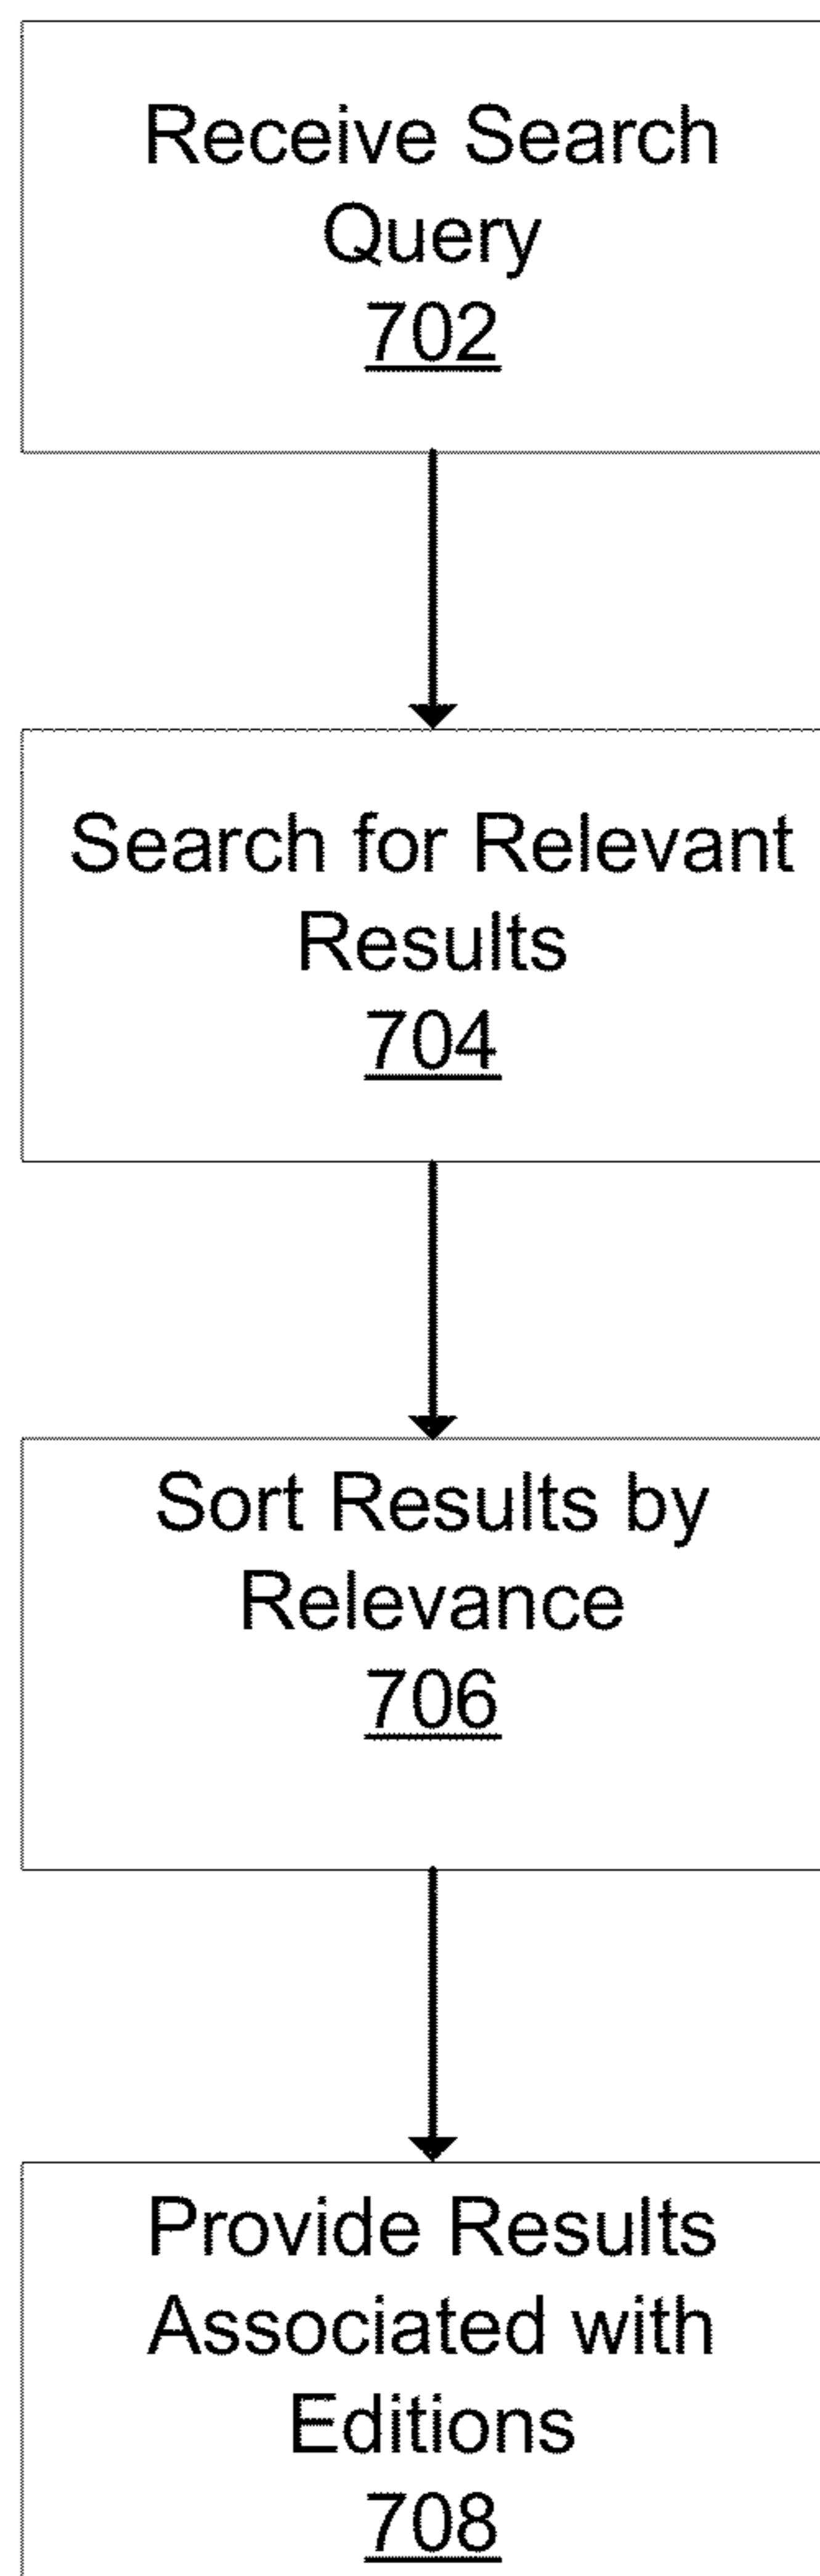 Receive Search
Query
702
Search for Relevant
Results
704
Sort Results by
Relevance
706
Provide Results
Associated with
Editions
708